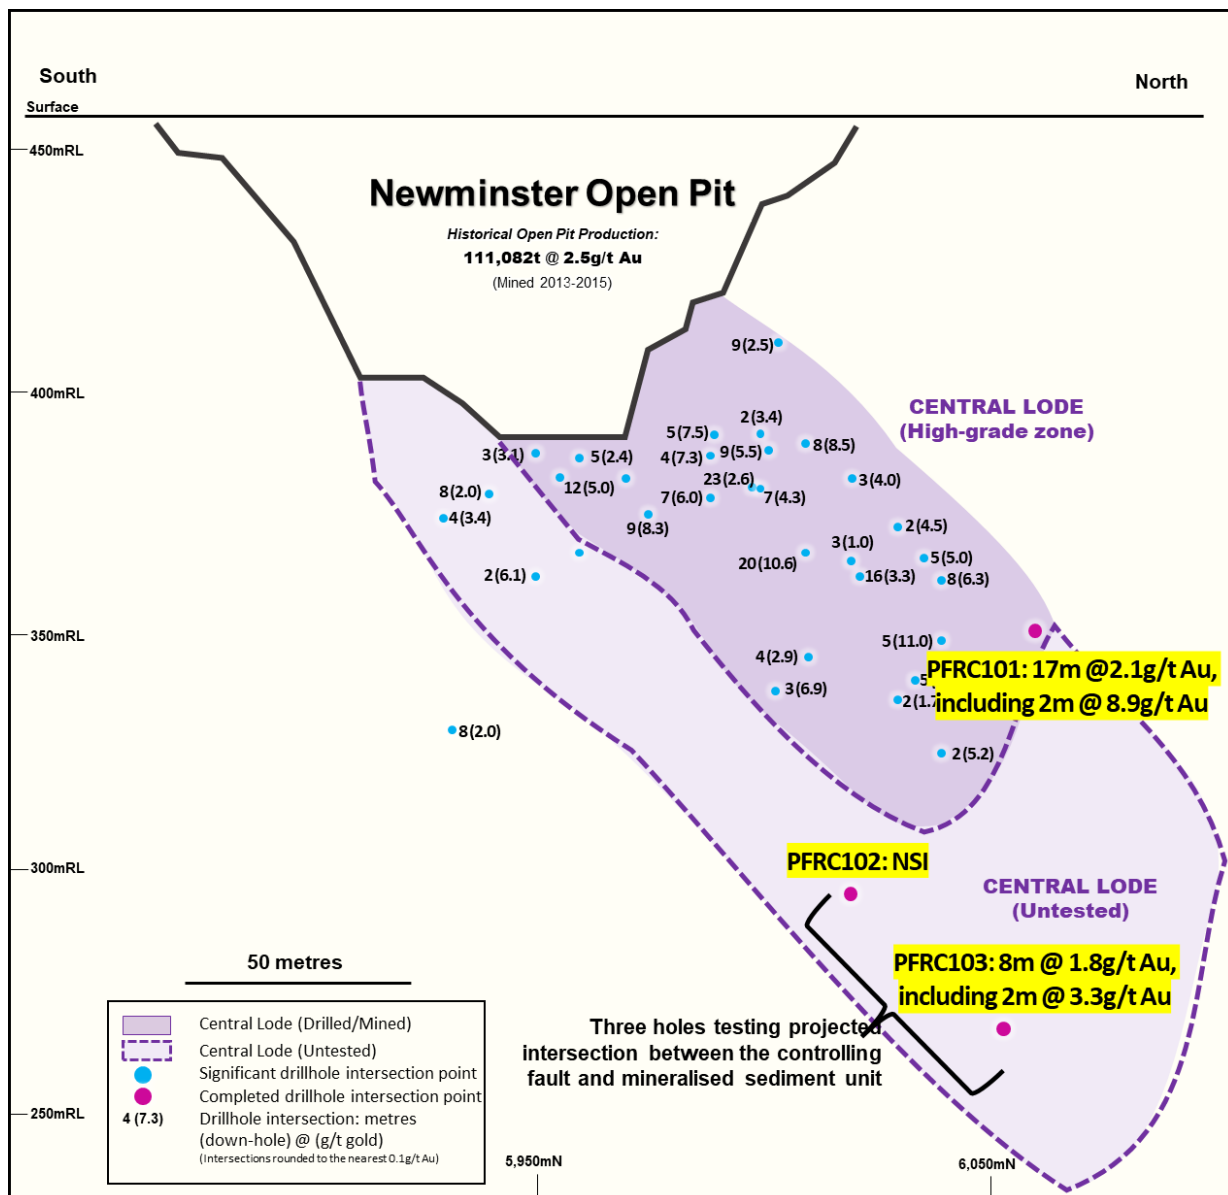 South
North
Surface
450mRL
Newminster Open Pit
Historical Open Pit Production:
111,082t @ 2.5g/t Au
(Mined 2013-2015)
9(2.5)
400mRL
CENTRAL LODE
(High-grade zone)
2(3.4)
5(7.5)
8(8.5)
9(5.5)
4(7.3)
3(3.1)
5(2.4)
23(2.6)
3(4.0)
12(5.0)
8(2.0)
7(6.0)
7(4.3)
4(3.4)
9(8.3)
2(4.5)
3(1.0)
5(5.0)
20(10.6)
16(3.3)
8(6.3)
2(6.1)
350mRL
5(11.0)
4(2.9)
PFRC101: 17m @2.1g/t Au,
including 2m @ 8.9g/t Au
5
3(6.9)
2(1.7
8(2.0)
2(5.2)
300mRL
PFRC102: NSI
CENTRAL LODE
(Untested)
PFRC103: 8m @ 1.8g/t Au,
including 2m @ 3.3g/t Au
50 metres
Three holes testing projected
intersection between the controlling
fault and mineralised sediment unit
Central Lode (Drilled/Mined)
Central Lode (Untested)
Significant drillhole intersection point
Completed drillhole intersection point
4 (7.3) Drillhole intersection: metres
(down-hole) @ (g/t gold)
(Intersections rounded to the nearest 0.1g/t Au)
250mRL
5,950mN
6,050mN